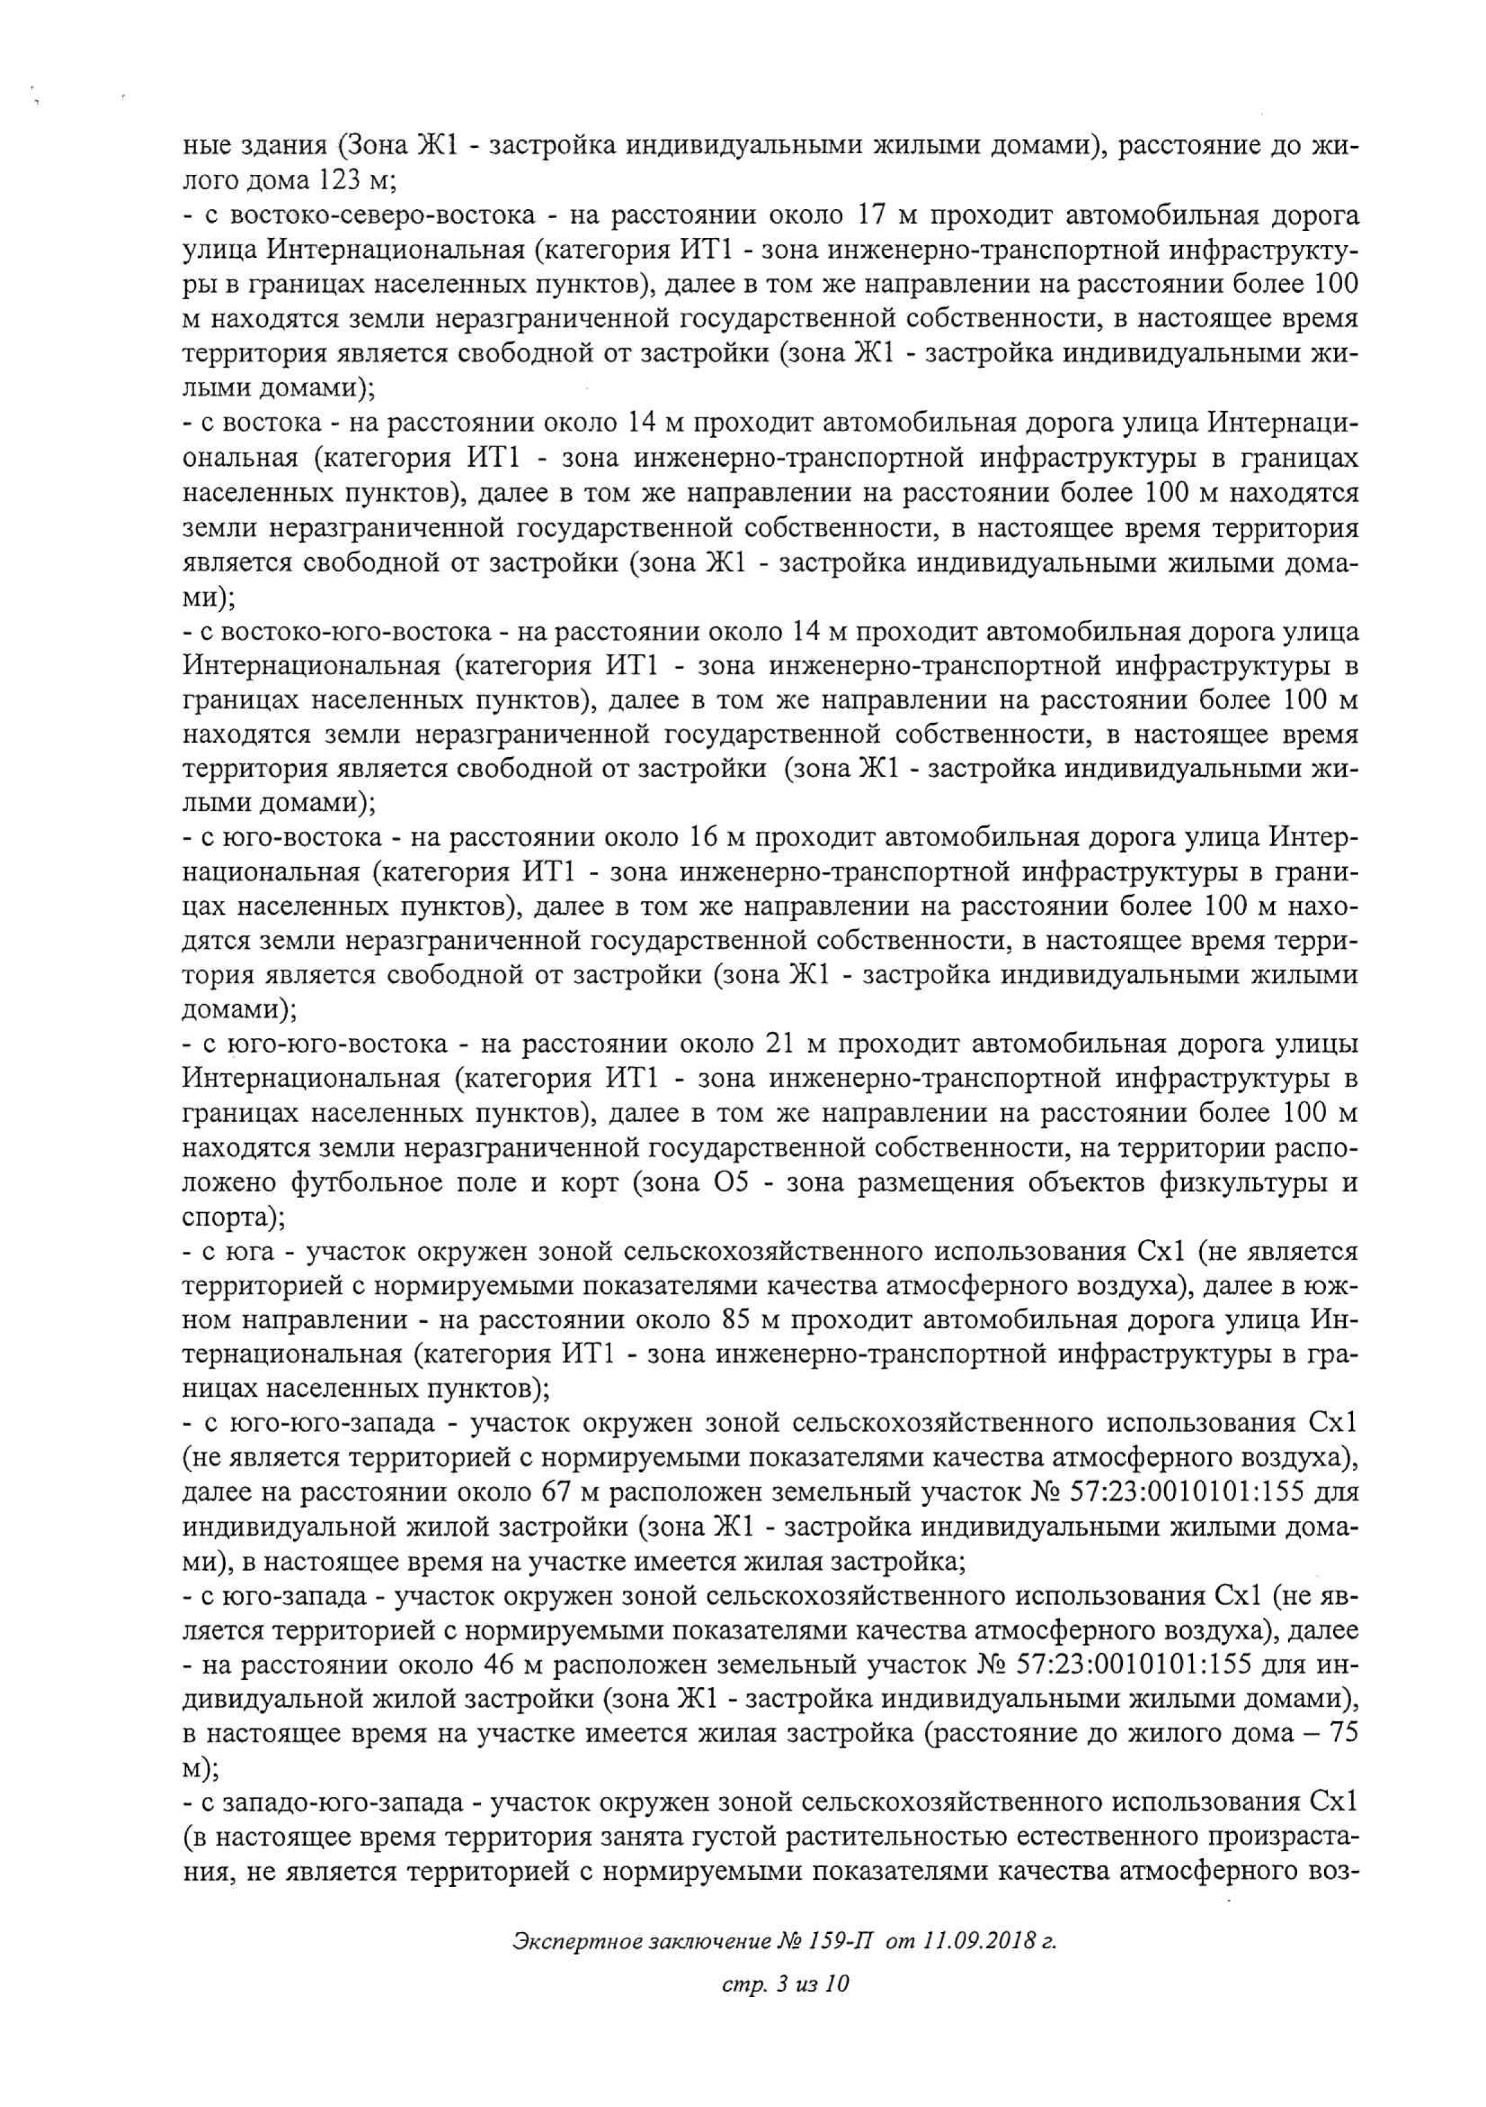 ные здания (Зона Ж1 - застройка индивидуальными жилыми домами), расстояние до жи-
лого дома 123 м;
- с востоко-северо-востока - на расстоянии около 17 м проходит автомобильная дорога
улица Интернациональная (категория ИТ1 - зона инженерно-транспортной инфраструкту-
ры в границах населенных пунктов), далее в том же направлении на расстоянии более 100
м находятся земли неразграниченной государственной собственности, в настоящее время
территория является свободной от застройки (зона Ж1 - застройка индивидуальными жи-
лыми домами);
- с востока - на расстоянии около 14 м проходит автомобильная дорога улица Интернаци-
ональная (категория ИТ1 - зона инженерно-транспортной инфраструктуры в границах
населенных пунктов), далее в том же направлении на расстоянии более 100 м находятся
земли неразграниченной государственной собственности, в настоящее время территория
является свободной от застройки (зона Ж1 - застройка индивидуальными жилыми дома-
ми);
- с востоко-юго-востока - на расстоянии около 14 м проходит автомобильная дорога улица
Интернациональная (категория ИТ1 - зона инженерно-транспортной инфраструктуры в
границах населенных пунктов), далее в том же направлении на расстоянии более 100 м
находятся земли неразграниченной государственной собственности, в настоящее время
территория является свободной от застройки (зона Ж1 - застройка индивидуальными жи-
лыми домами);
- с юго-востока - на расстоянии около 16 м проходит автомобильная дорога улица Интер-
национальная (категория ИТ1 - зона инженерно-транспортной инфраструктуры в грани-
цах населенных пунктов), далее в том же направлении на расстоянии более 100 м нахо-
дятся земли неразграниченной государственной собственности, в настоящее время терри-
тория является свободной от застройки (зона Ж1 - застройка индивидуальными жилыми
домами);
- с юго-юго-востока - на расстоянии около 21 м проходит автомобильная дорога улицы
Интернациональная (категория ИТ1 - зона инженерно-транспортной инфраструктуры в
границах населенных пунктов), далее в том же направлении на расстоянии более 100 м
находятся земли неразграниченной государственной собственности, на территории распо-
ложено футбольное поле и корт (зона О5 - зона размещения объектов физкультуры и
спорта);
- с юга - участок окружен зоной сельскохозяйственного использования Сх1 (не является
территорией с нормируемыми показателями качества атмосферного воздуха), далее в юж-
ном направлении - на расстоянии около 85 м проходит автомобильная дорога улица Ин-
тернациональная (категория ИТ1 - зона инженерно-транспортной инфраструктуры в гра-
ницах населенных пунктов);
- с юго-юго-запада - участок окружен зоной сельскохозяйственного использования Сх1
(не является территорией с нормируемыми показателями качества атмосферного воздуха),
далее на расстоянии около 67 м расположен земельный участок № 57:23:0010101:155 для
индивидуальной жилой застройки (зона Ж1 - застройка индивидуальными жилыми дома-
ми), в настоящее время на участке имеется жилая застройка;
- с юго-запада - участок окружен зоной сельскохозяйственного использования Сх1 (не яв-
ляется территорией с нормируемыми показателями качества атмосферного воздуха), далее
- на расстоянии около 46 м расположен земельный участок № 57:23:0010101:155 для ин-
дивидуальной жилой застройки (зона Ж1 - застройка индивидуальными жилыми домами),
в настоящее время на участке имеется жилая застройка (расстояние до жилого дома – 75
м);
- с западо-юго-запада - участок окружен зоной сельскохозяйственного использования Сх1
(в настоящее время территория занята густой растительностью естественного произраста-
ния, не является территорией с нормируемыми показателями качества атмосферного воз-
Экспертное заключение № 159-П от 11.09.2018 г.
стр. 3 из 10